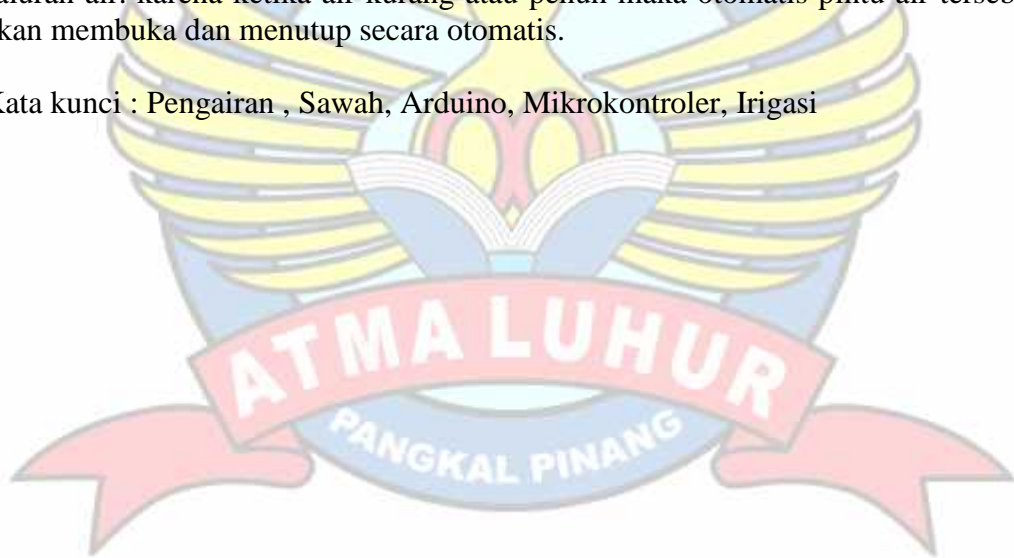 aluran air. karena ketika air kurang atau penuh maka otomatis pintu air terseb
kan membuka dan menutup secara otomatis.
Kata kunci : Pengairan , Sawah, Arduino, Mikrokontroler, Irigasi
ATMA LUHUR
PANGKAL PINANG